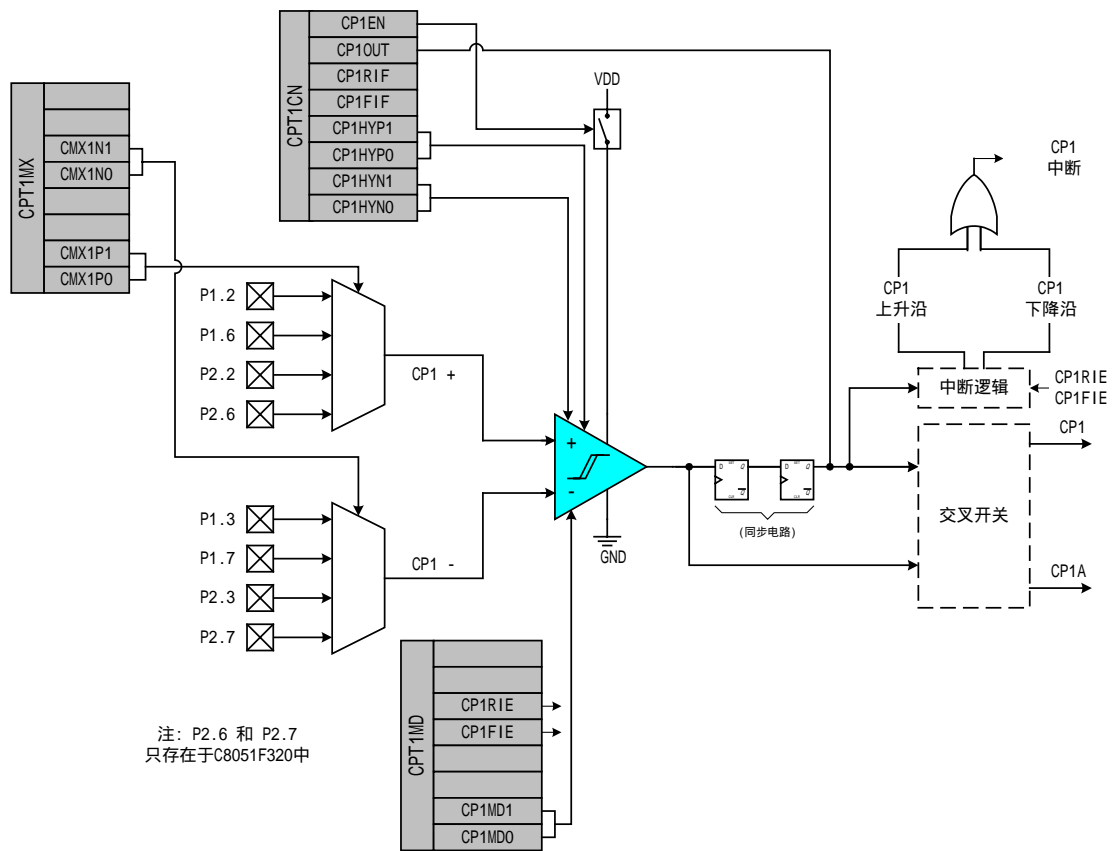 CPT1CN
CP1EN
CP1OUT
CP1RIF
CP1FIF
CP1HYP1
CP1HYP0
CP1HYN1
CP1HYN0
CPT1MX
CMX1N1
CMX1N0
CMX1P1
CMX1P0
VDD
CP1
中断
CP1
上升沿
CP1
下降沿
中断逻辑
CP1RIE
CP1FIE
P1.2
P1.6
P2.2
P2.6
CP1 +
+
-
GND
D
Q
Q
D
Q
Q
(同步电路)
交叉开关
CP1
CP1A
P1.3
P1.7
P2.3
P2.7
CP1 -
CPT1MD
CP1RIE
CP1FIE
CP1MD1
CP1MD0
注: P2.6 和 P2.7
只存在于C8051F320中